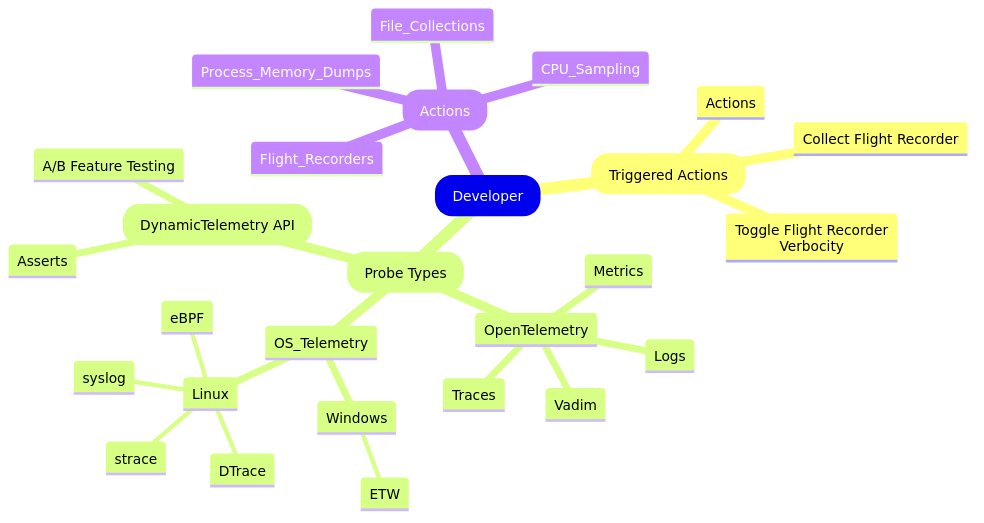 File_Collections
Process_Memory_Dumps
CPU_Sampling
Actions
Flight_Recorders
Actions
Collect Flight Recorder
Triggered Actions
Toggle Flight Recorder
Verbocity
Developer
A/B Feature Testing
DynamicTelemetry API
Asserts
Probe Types
Metrics
OpenTelemetry
Logs
Traces
Vadim
OS_Telemetry
eBPF
syslog
Linux
strace
DTrace
Windows
ETW